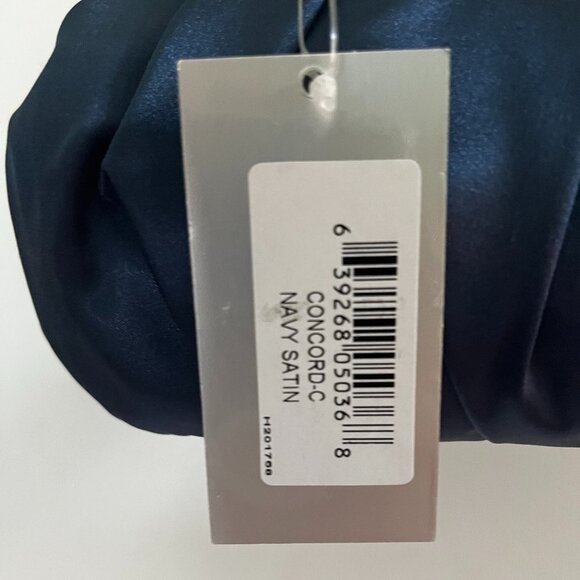 6 39268 05036 8
CONCORD-C
NAVY SATIN
H201768